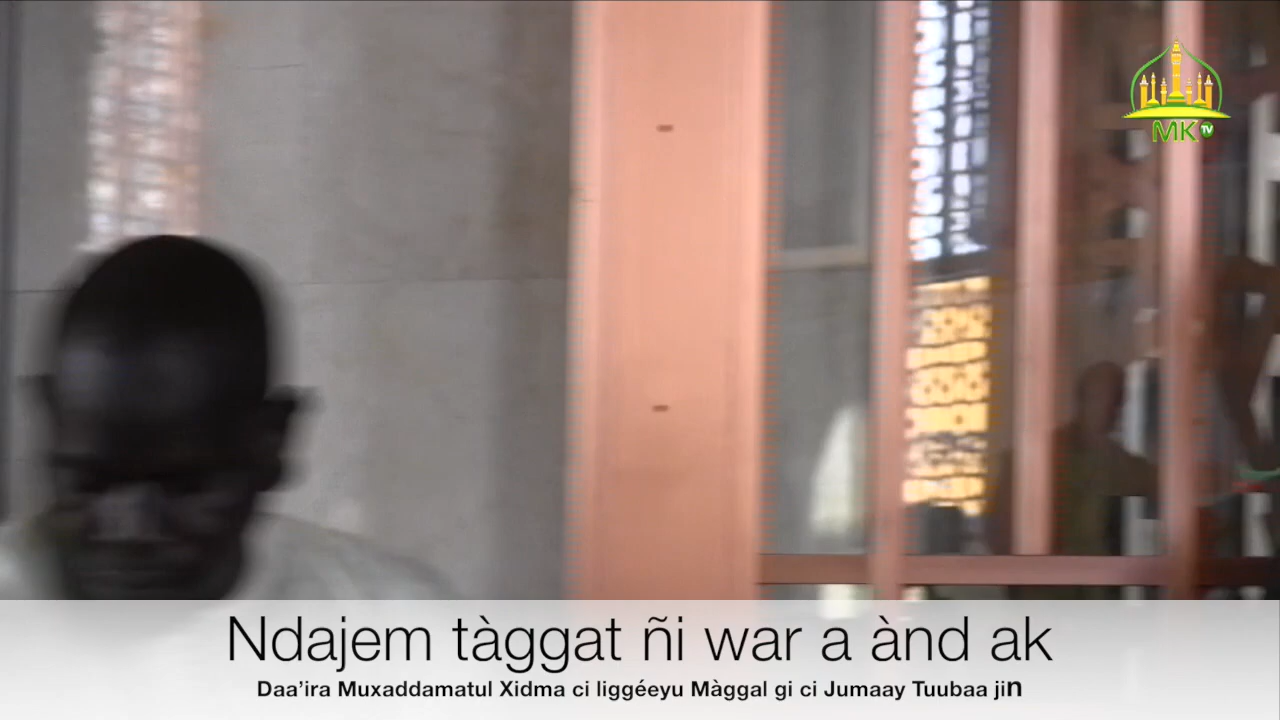 MK TV
Ndajem tàggat ñi war a ànd ak
Daa’ira Muxaddamatul Xidma ci liggéeyu Màggal gi ci Jumaay Tuubaa jin